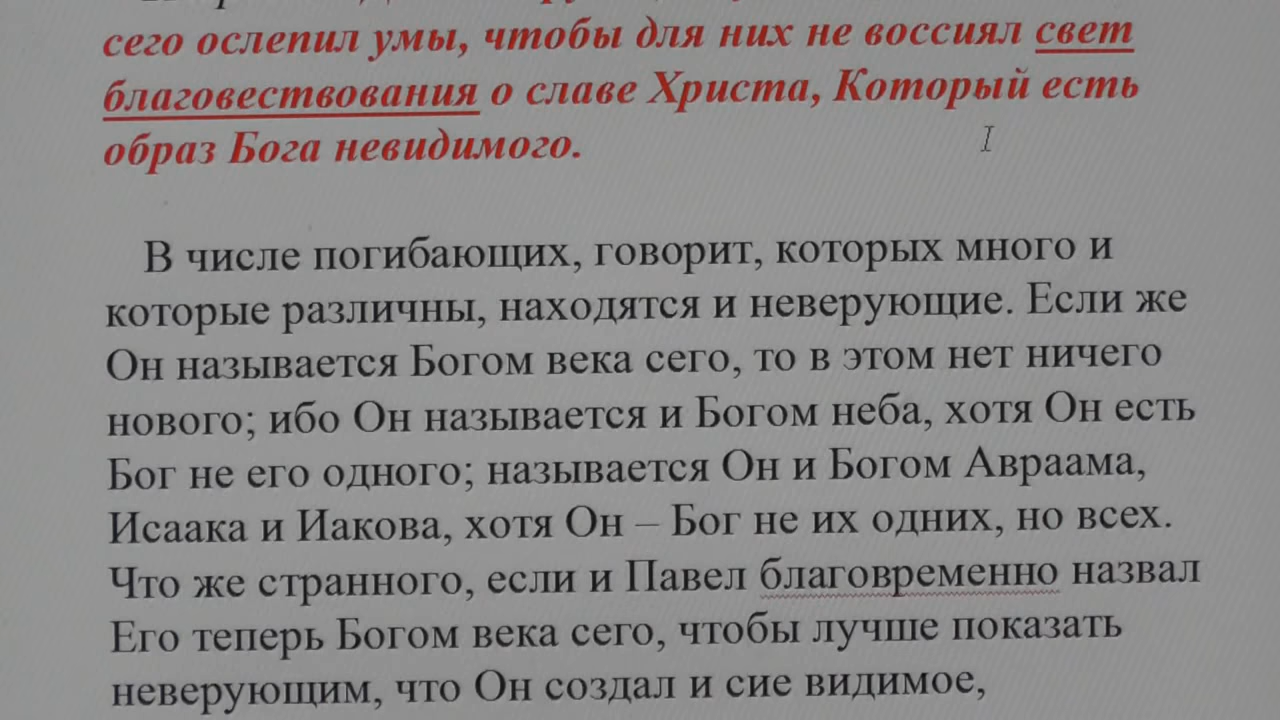 сего ослепил умы, чтобы для них не воссиял свет
благовествования о славе Христа, Который есть
образ Бога невидимого.
В числе погибающих, говорит, которых много и
которые различны, находятся и неверующие. Если же
Он называется Богом века сего, то в этом нет ничего
нового; ибо Он называется и Богом неба, хотя Он есть
Бог не его одного; называется Он и Богом Авраама,
Исаака и Иакова, хотя Он – Бог не их одних, но всех.
Что же странного, если и Павел благовременно назвал
Его теперь Богом века сего, чтобы лучше показать
неверующим, что Он создал и сие видимое,